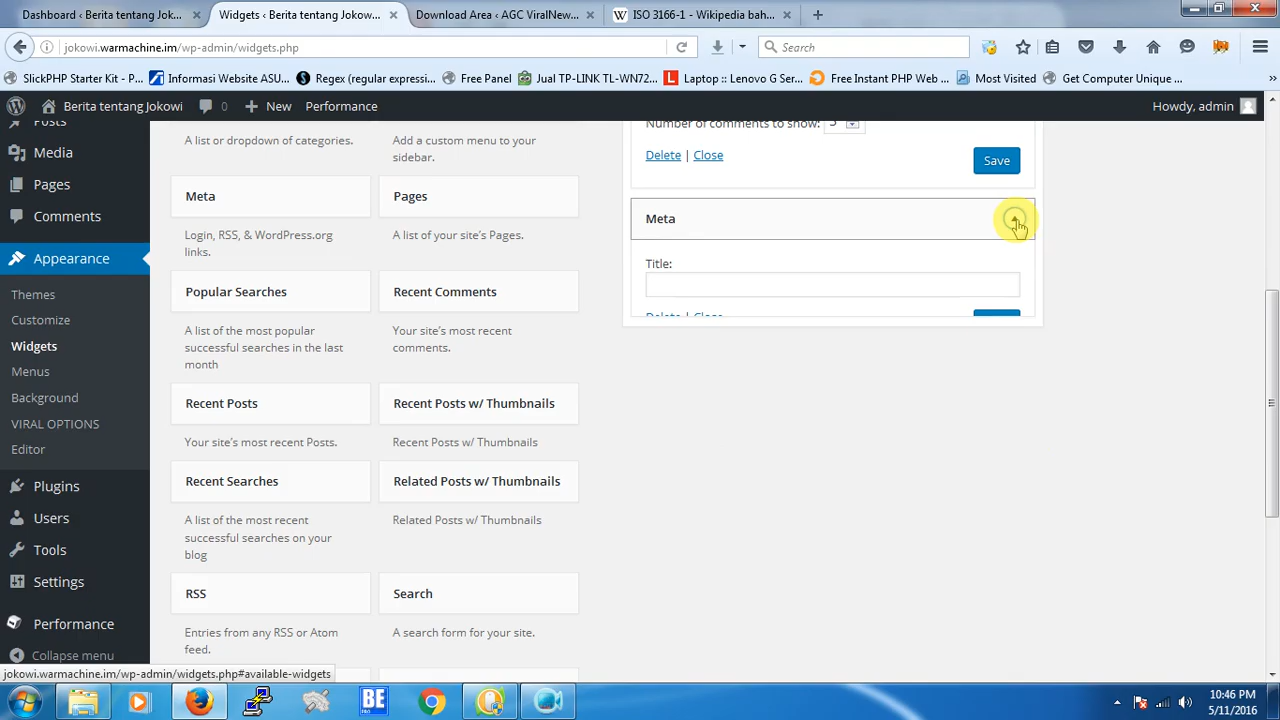 Dashboard ‹ Berita tentang Jok...
Widgets ‹ Berita tentang Jokow...
Download Area ‹ AGC ViralNew...
W ISO 3166-1 - Wikipedia bah...
jokowi.warmachine.im/wp-admin/widgets.php
Search
SlickPHP Starter Kit - P...
Informasi Website ASU...
Regex (regular expressi...
Free Panel
Jual TP-LINK TL-WN72...
Laptop :: Lenovo G Ser...
Free Instant PHP Web ...
Most Visited
Get Computer Unique ...
Berita tentang Jokowi
0
New
Performance
Howdy, admin
Posts
Media
Pages
Comments
Appearance
Themes
Customize
Widgets
Menus
Background
VIRAL OPTIONS
Editor
Plugins
Users
Tools
Settings
Performance
Collapse menu
A list or dropdown of categories.
Add a custom menu to your
sidebar.
Meta
Login, RSS, & WordPress.org
links.
Pages
A list of your site's Pages.
Popular Searches
A list of the most popular
successful searches in the last
month
Recent Comments
Your site's most recent
comments.
Recent Posts
Your site's most recent Posts.
Recent Posts w/ Thumbnails
Recent Posts w/ Thumbnails
Recent Searches
A list of the most recent
successful searches on your
blog
Related Posts w/ Thumbnails
Related Posts w/ Thumbnails
RSS
Entries from any RSS or Atom
feed.
Search
A search form for your site.
Number of comments to show:
Delete | Close
Save
Meta
Title:
Delete | Close
jokowi.warmachine.im/wp-admin/widgets.php#available-widgets
BE
10:46 PM
5/11/2016